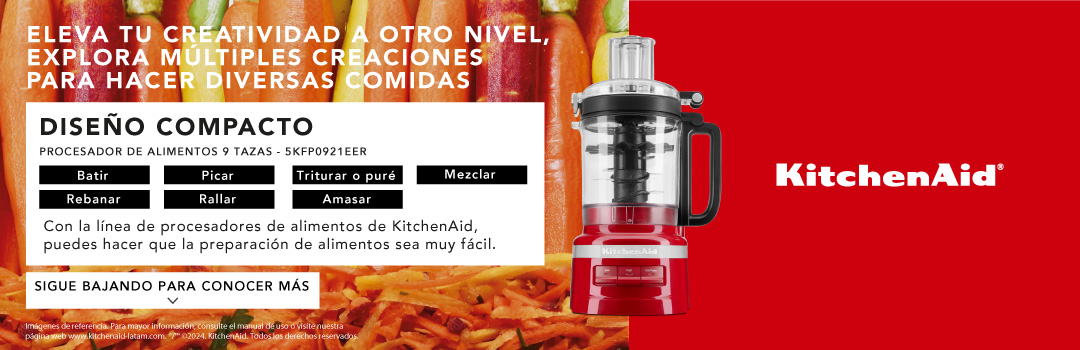 ELEVA TU CREATIVIDAD A OTRO NIVEL,
EXPLORA MÚLTIPLES CREACIONES
PARA HACER DIVERSAS COMIDAS
DISEÑO COMPACTO
PROCESADOR DE ALIMENTOS 9 TAZAS - 5KFP0921EER
Batir Picar Triturar o puré Mezclar
Rebanar Rallar Amasar
Con la línea de procesadores de alimentos de KitchenAid,
puedes hacer que la preparación de alimentos sea muy fácil.
SIGUE BAJANDO PARA CONOCER MÁS
Imágenes de referencia. Para mayor información, consulte el manual de uso o visite nuestra
página web www.kitchenaid-latam.com. ©2024. KitchenAid. Todos los derechos reservados.
KitchenAid
KitchenAid®